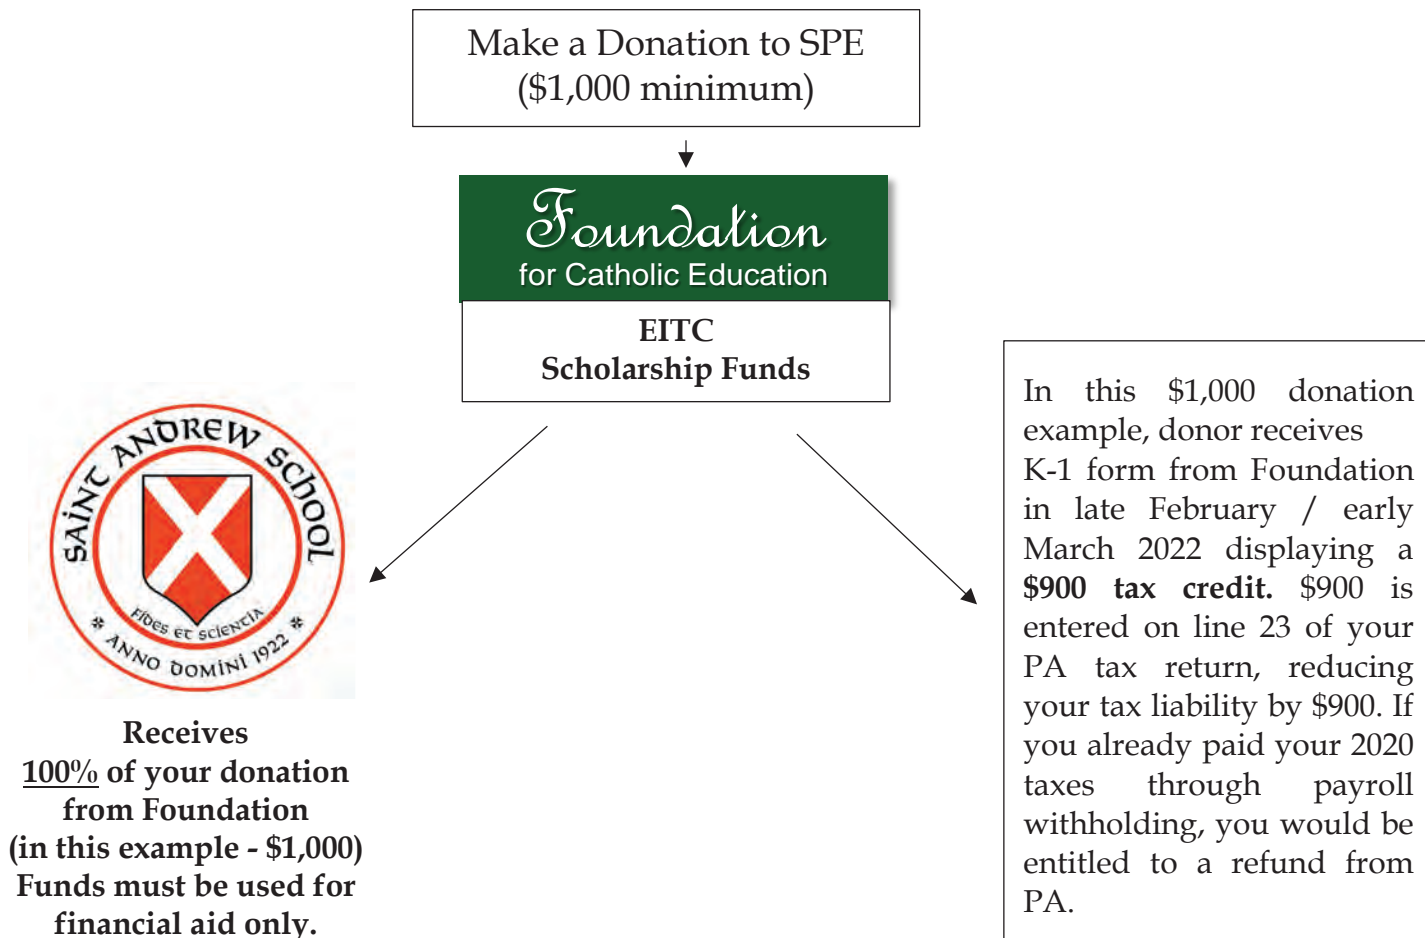 Make a Donation to SPE
($1,000 minimum)
Foundation
for Catholic Education
EITC
Scholarship Funds
SAINT ANDREW SCHOOL
FIDES ET SCIENTIA
ANNO DOMINI 1922
Receives
100% of your donation
from Foundation
(in this example - $1,000)
Funds must be used for
financial aid only.
In this $1,000 donation
example, donor receives
K-1 form from Foundation
in late February / early
March 2022 displaying a
$900 tax credit. $900 is
entered on line 23 of your
PA tax return, reducing
your tax liability by $900. If
you already paid your 2020
taxes through payroll
withholding, you would be
entitled to a refund from
PA.